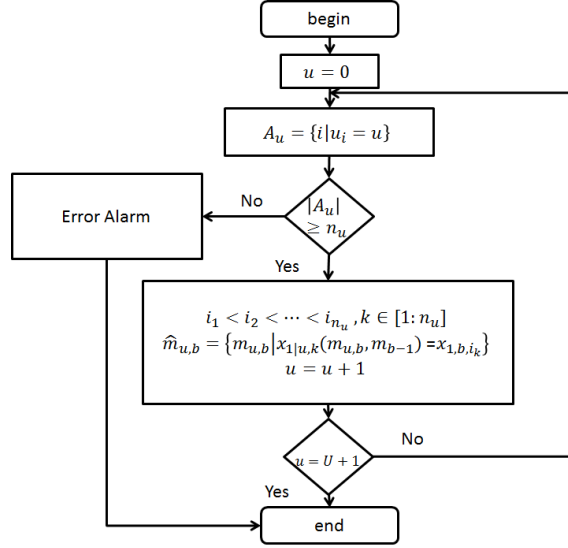 begin
u = 0
A_u = {i|u_i = u}
No
Error Alarm
|A_u|
≥ n_u
Yes
i_1 < i_2 < ⋯ < i_{n_u} , k ∈ [1: n_u]
m̂_{u,b} = {m_{u,b}|x_{1|u,k}(m_{u,b}, m_{b−1}) =x_{1,b,i_k}}
u = u + 1
No
u = U + 1
Yes
end